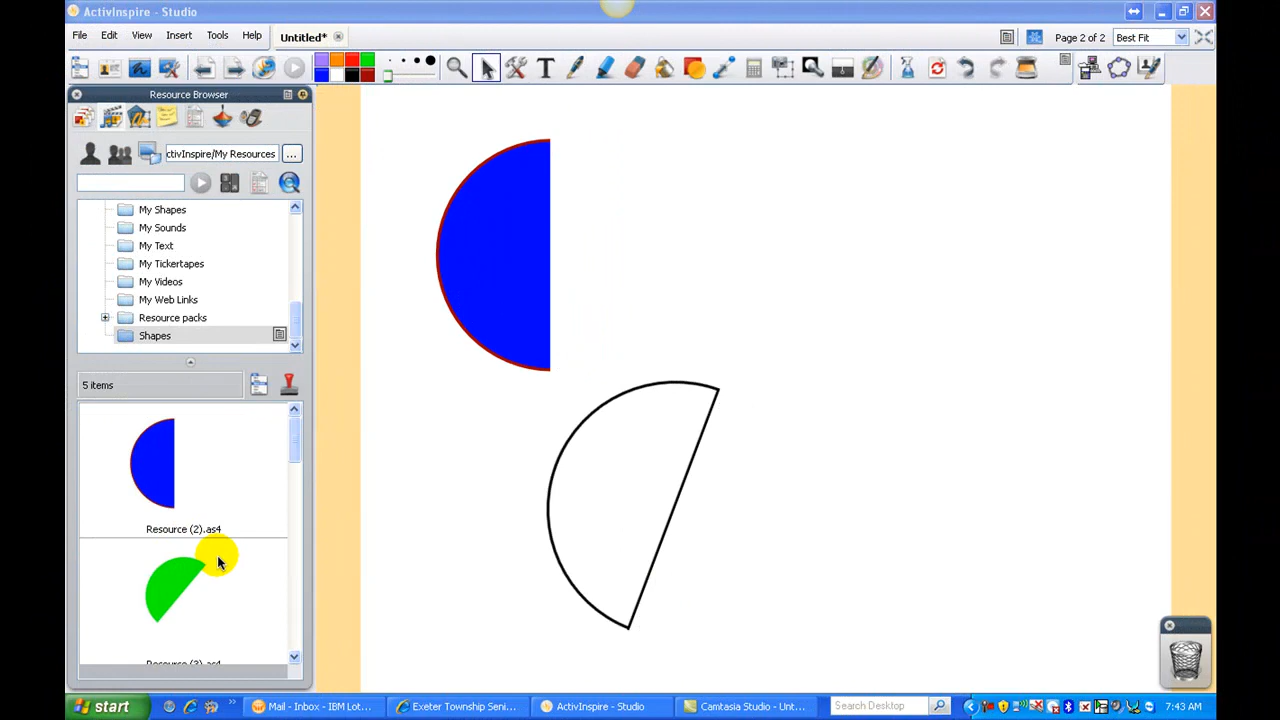 ActivInspire - Studio
File Edit View Insert Tools Help
Untitled*
Page 2 of 2
Best Fit
Resource Browser
ctivInspire/My Resources
...
My Shapes
My Sounds
My Text
My Tickertapes
My Videos
My Web Links
Resource packs
Shapes
5 items
Resource (2).as4
Resource (3).as4
start
Mail - Inbox - IBM Lot...
Exeter Township Seni...
ActivInspire - Studio
Camtasia Studio - Unt...
Search Desktop
7:43 AM